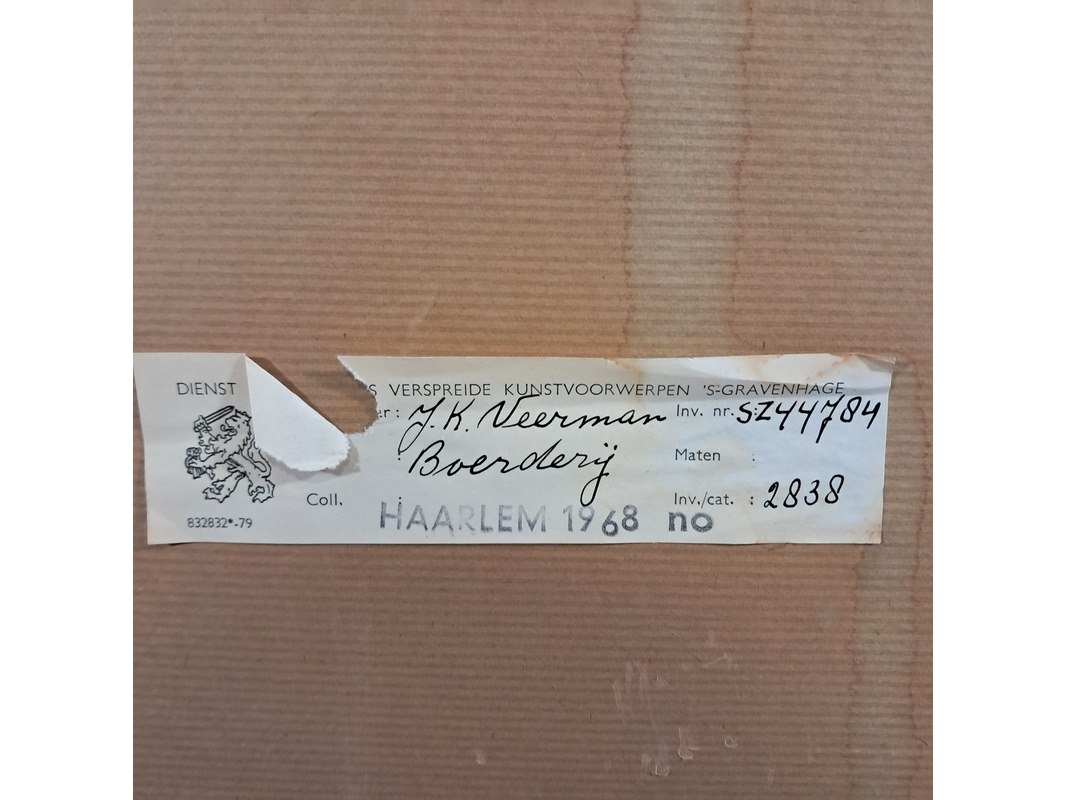 DIENST S VERSPREIDE KUNSTVOORWERPEN 'S-GRAVENHAGE
er: J.K. Veerman Inv. nr.: SZ44784
: Boerderij Maten :
Coll. : Inv./cat. : 2838
HAARLEM 1968 no
832832*-79